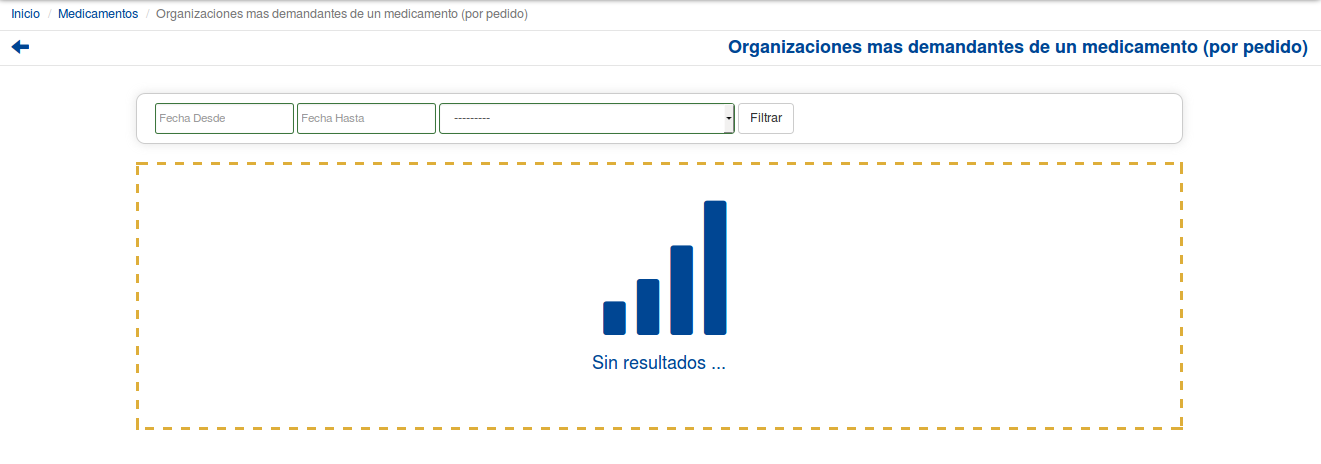 Inicio / Medicamentos / Organizaciones mas demandantes de un medicamento (por pedido)
Organizaciones mas demandantes de un medicamento (por pedido)
Fecha Desde Fecha Hasta --------- Filtrar
Sin resultados ...